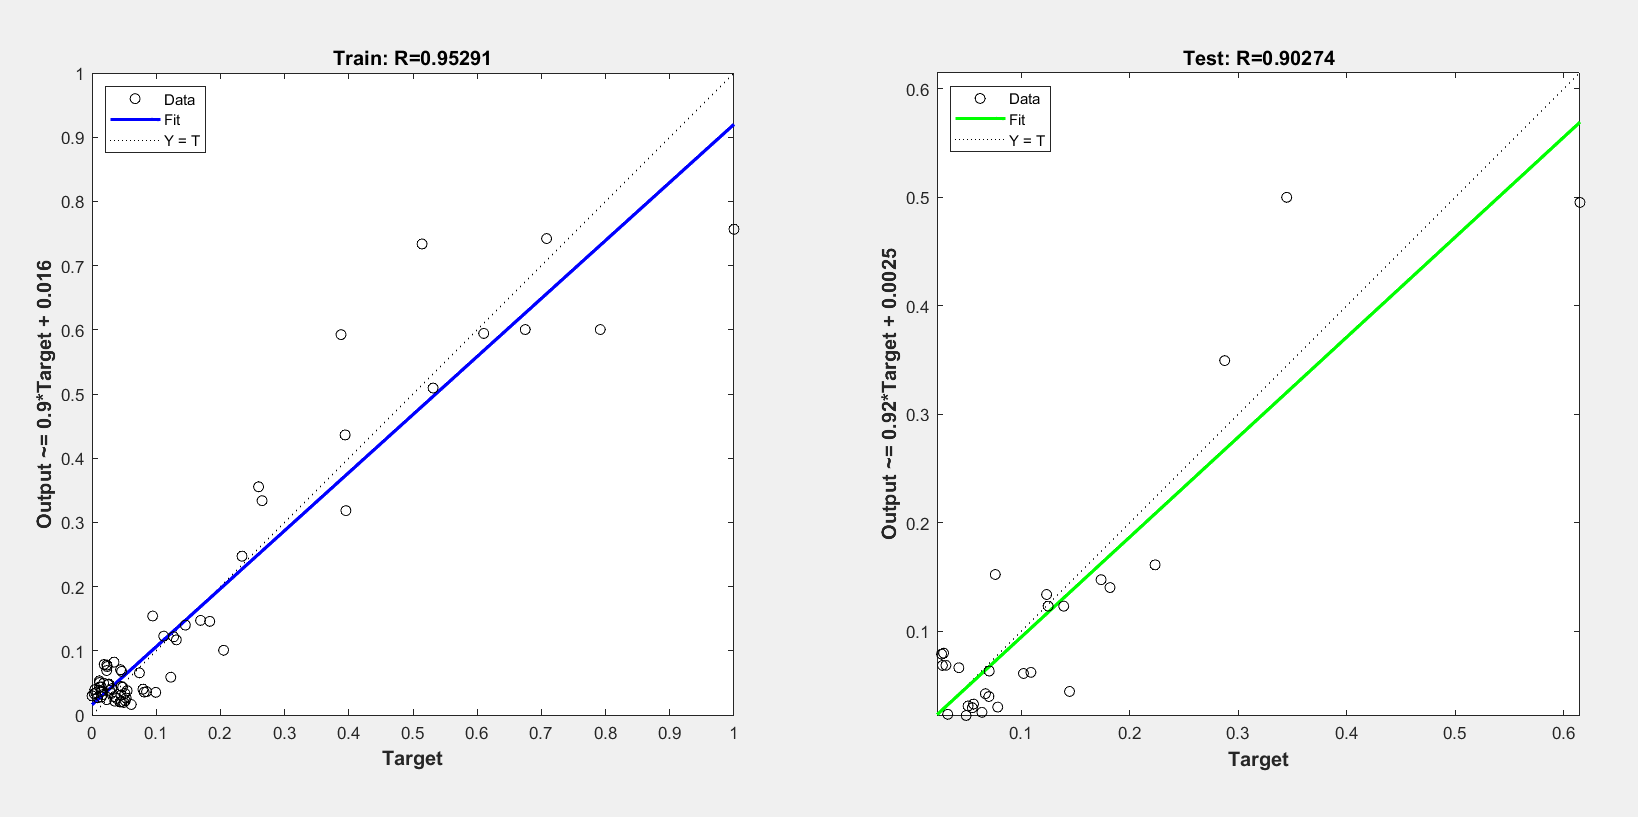 Train: R=0.95291
Data
Fit
Y = T
1
0.9
0.8
0.7
0.6
0.5
0.4
0.3
0.2
0.1
0
Output ~= 0.9*Target + 0.016
0 0.1 0.2 0.3 0.4 0.5 0.6 0.7 0.8 0.9 1
Target
Test: R=0.90274
Data
Fit
Y = T
0.6
0.5
0.4
0.3
0.2
0.1
Output ~= 0.92*Target + 0.0025
0.1 0.2 0.3 0.4 0.5 0.6
Target